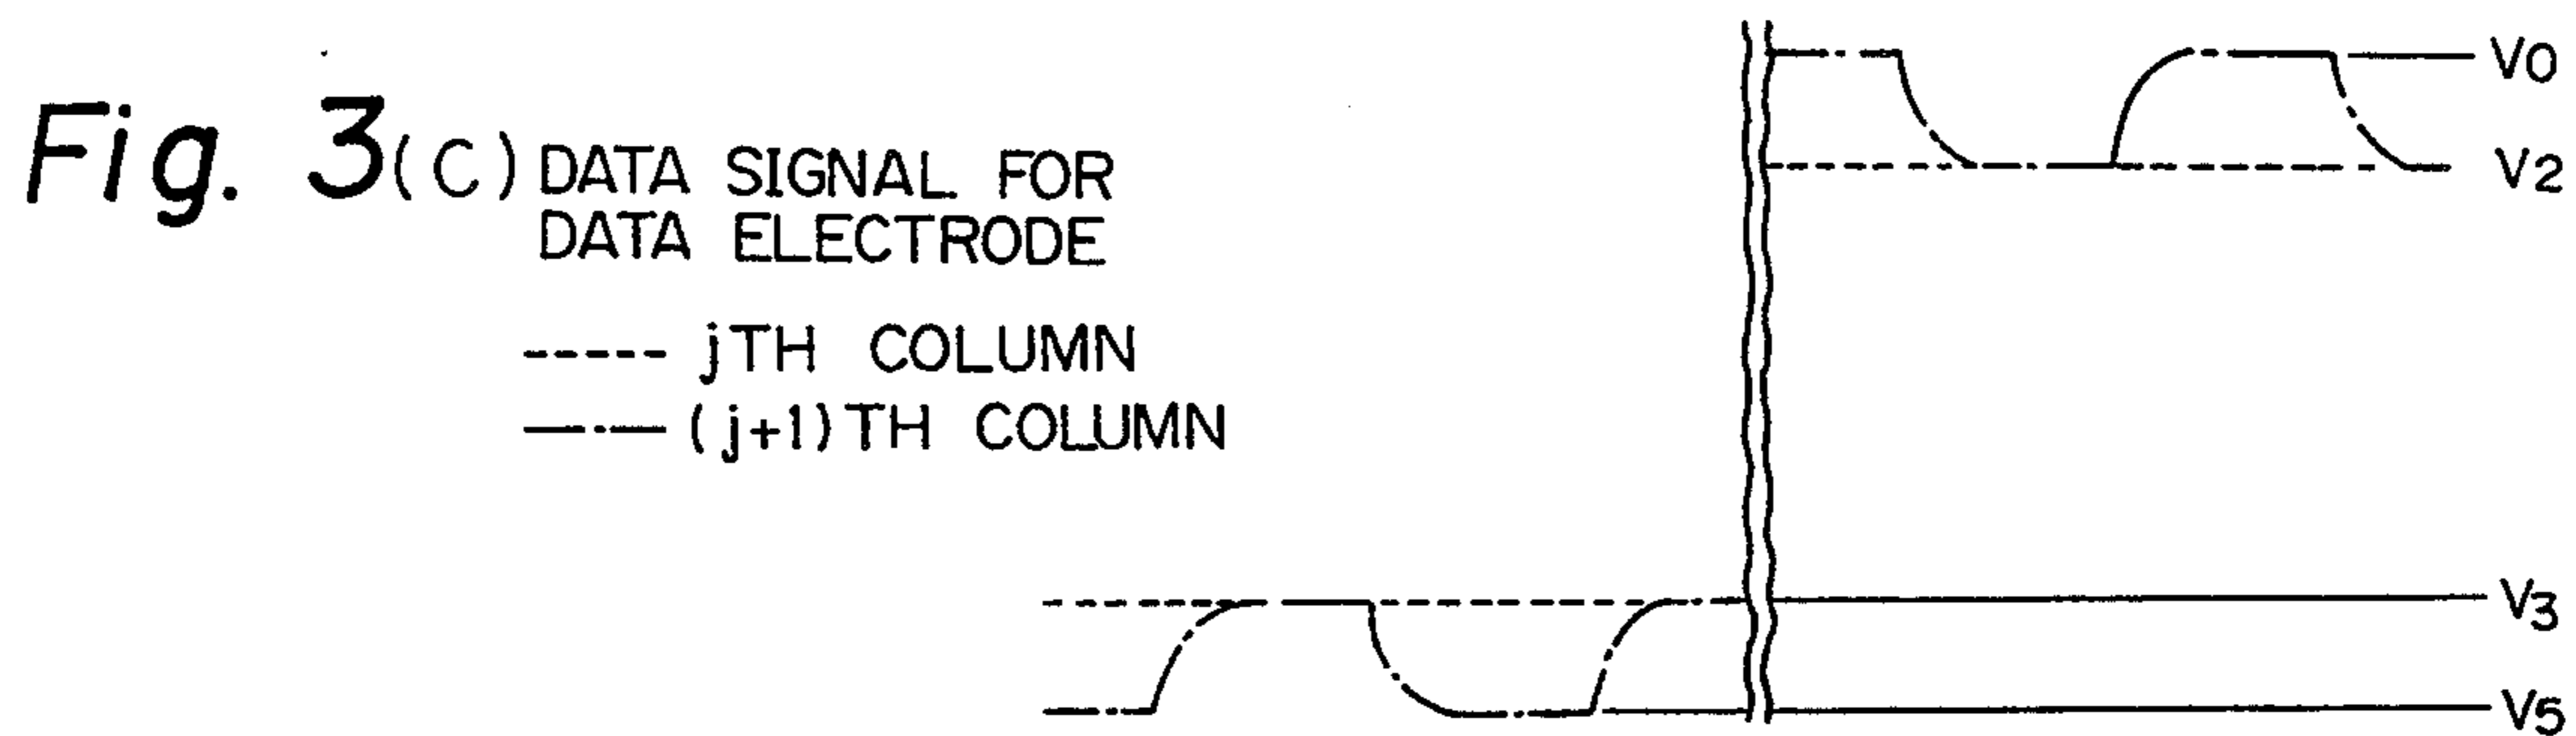 Fig. 3(C) DATA SIGNAL FOR
DATA ELECTRODE
jTH COLUMN
(j+1)TH COLUMN
V0
V2
V3
V5